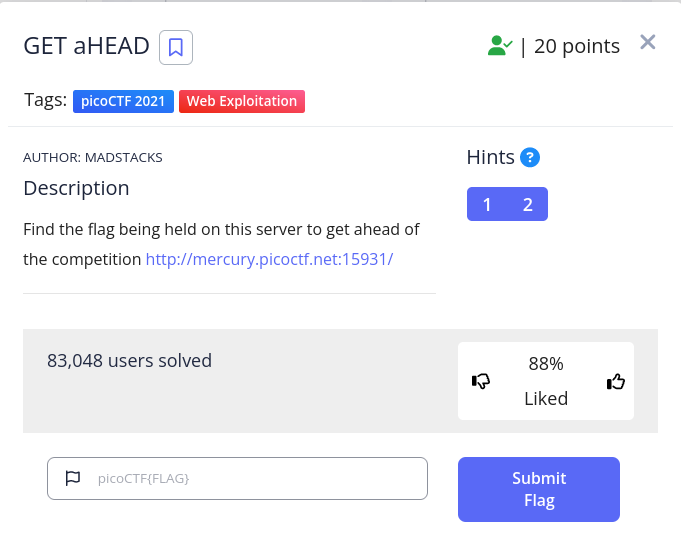 GET aHEAD
| 20 points
Tags: picoCTF 2021 Web Exploitation
AUTHOR: MADSTACKS
Description
Find the flag being held on this server to get ahead of
the competition http://mercury.picoctf.net:15931/
Hints ?
1 2
83,048 users solved
88%
Liked
picoCTF{FLAG}
Submit
Flag